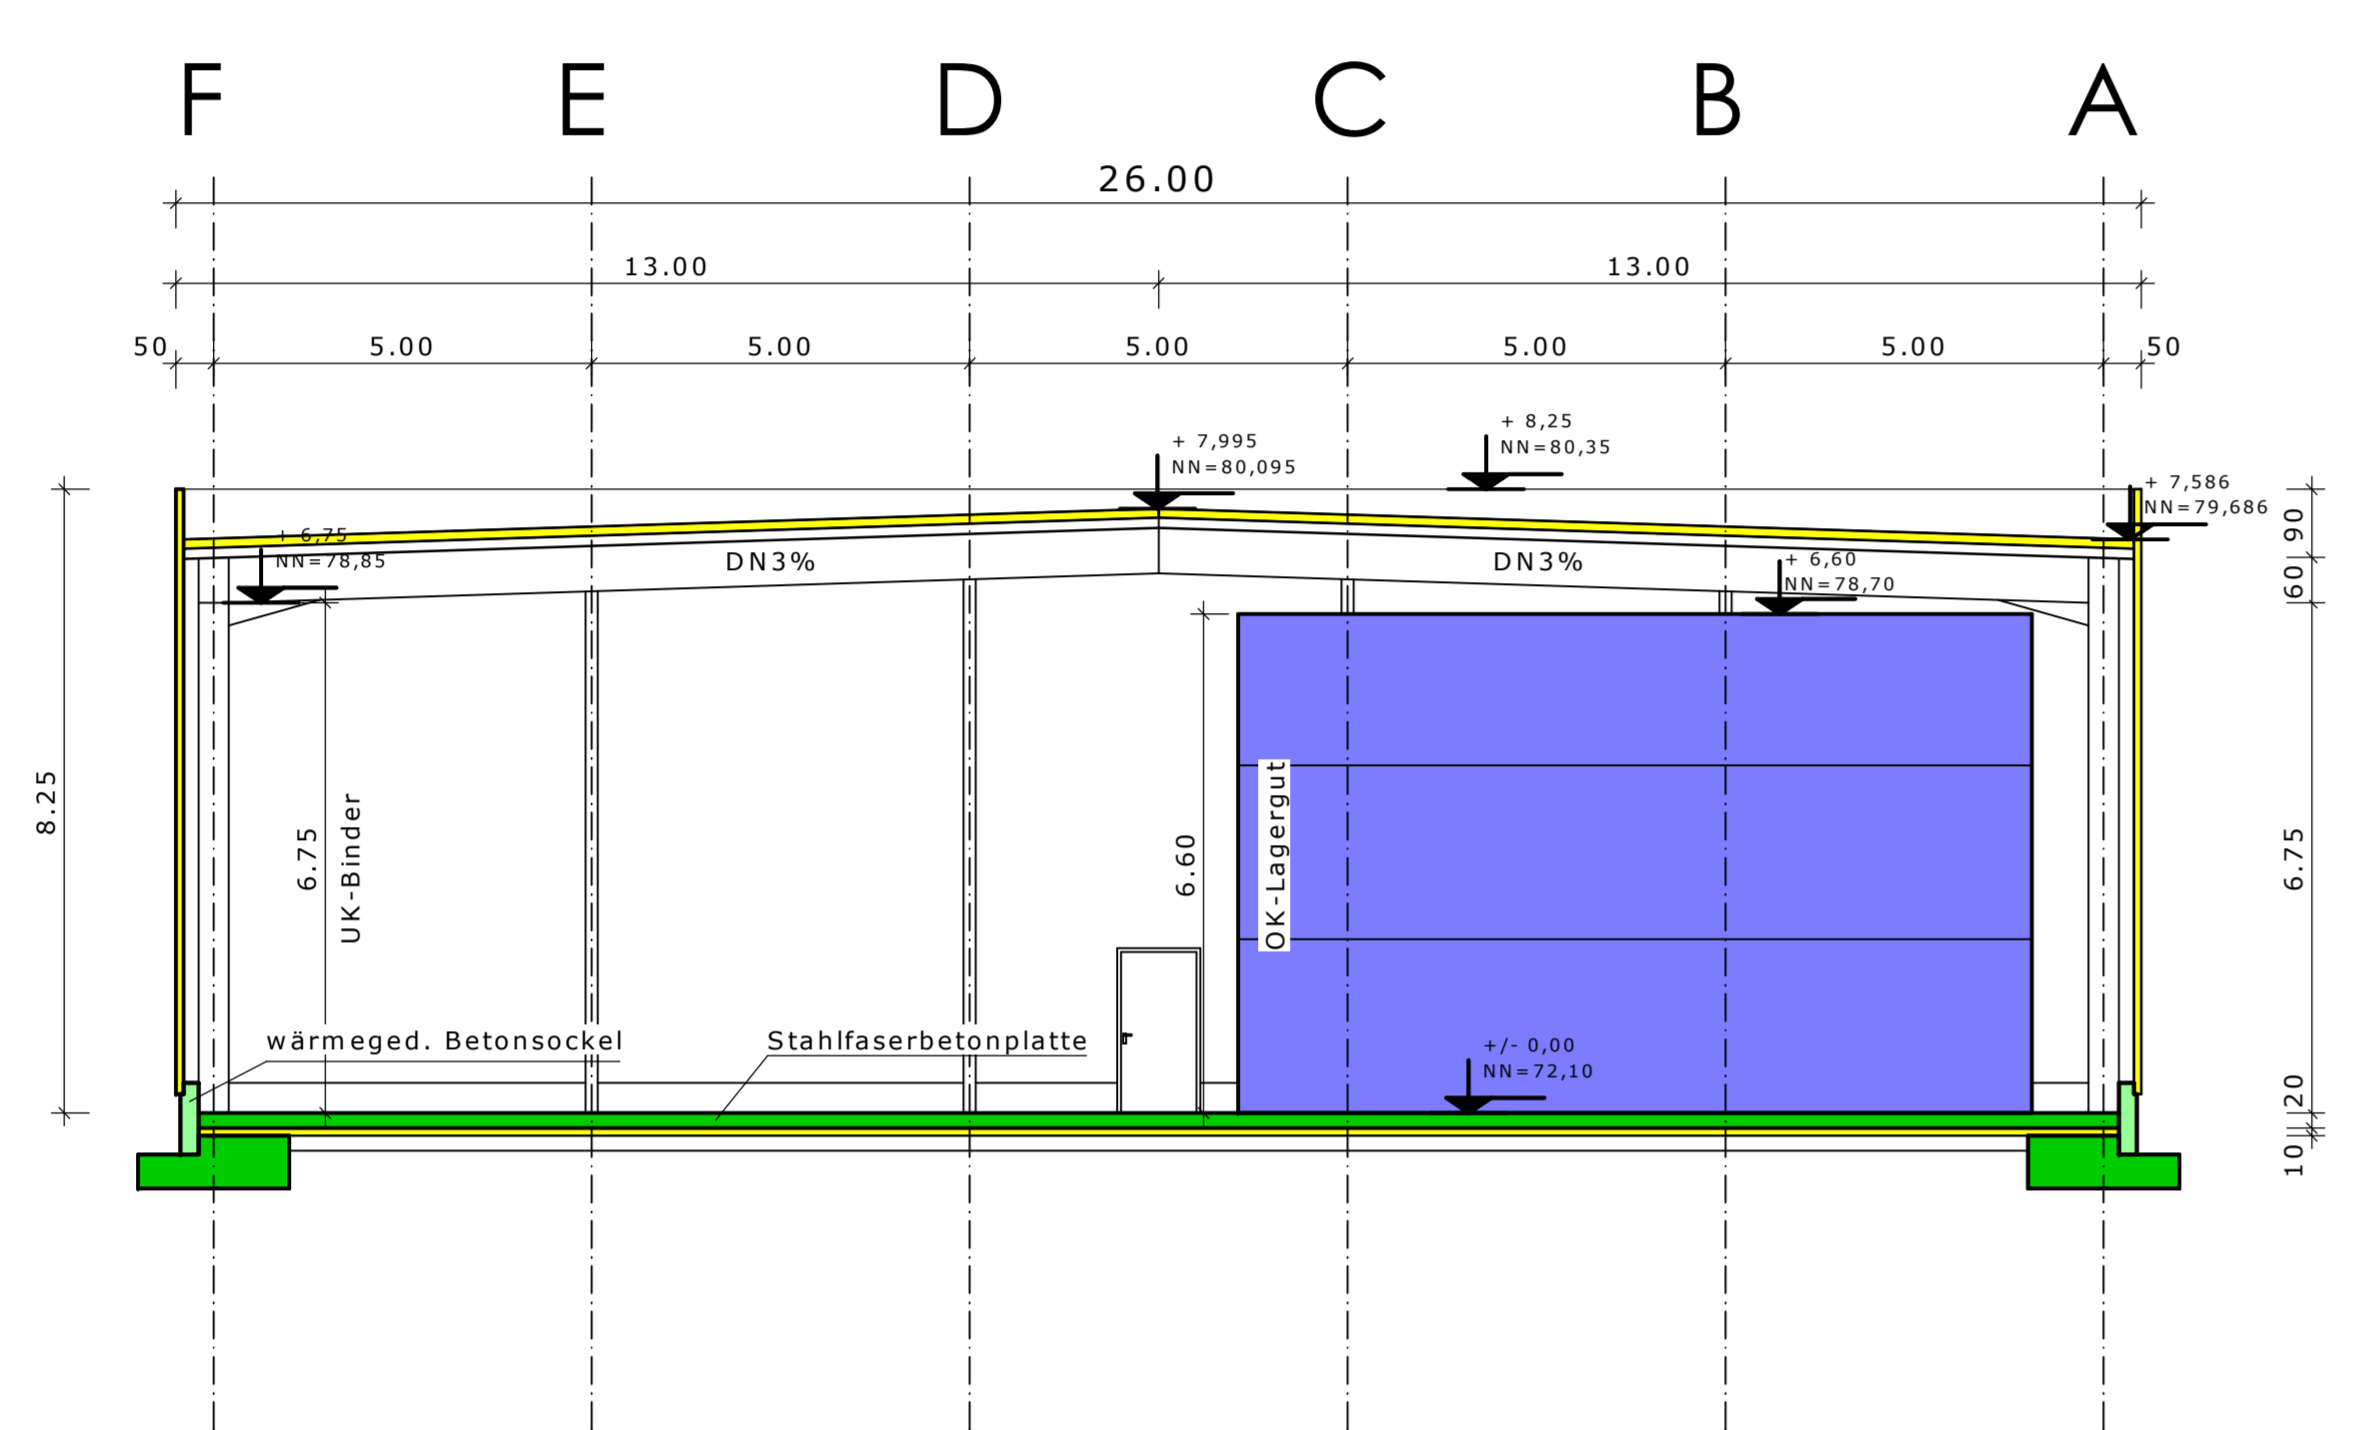 F E D C B A
26.00
13.00 13.00
50 5.00 5.00 5.00 5.00 5.00 50
+ 8,25
NN=80,35
+ 7,995
NN=80,095
+ 7,586
NN=79,686
+ 6,75
NN=78,85
DN3%
DN3%
+ 6,60
NN=78,70
90
60
8.25
6.75
UK-Binder
6.60
OK-Lagergut
6.75
wärmeged. Betonsockel
Stahlfaserbetonplatte
+/- 0,00
NN=72,10
20
10